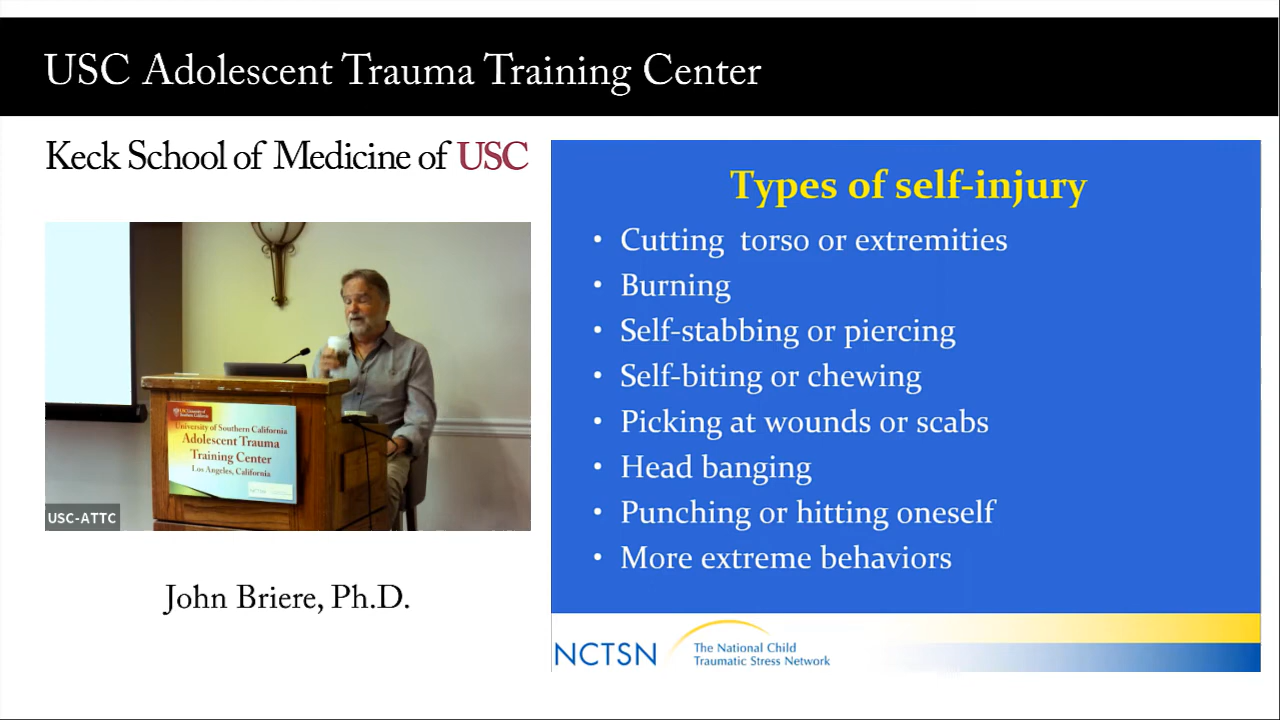 USC Adolescent Trauma Training Center
Keck School of Medicine of USC
University of Southern California
Adolescent Trauma
Training Center
Los Angeles, California
NCTSN
USC-ATTC
John Briere, Ph.D.
Types of self-injury
• Cutting torso or extremities
• Burning
• Self-stabbing or piercing
• Self-biting or chewing
• Picking at wounds or scabs
• Head banging
• Punching or hitting oneself
• More extreme behaviors
NCTSN
The National Child
Traumatic Stress Network